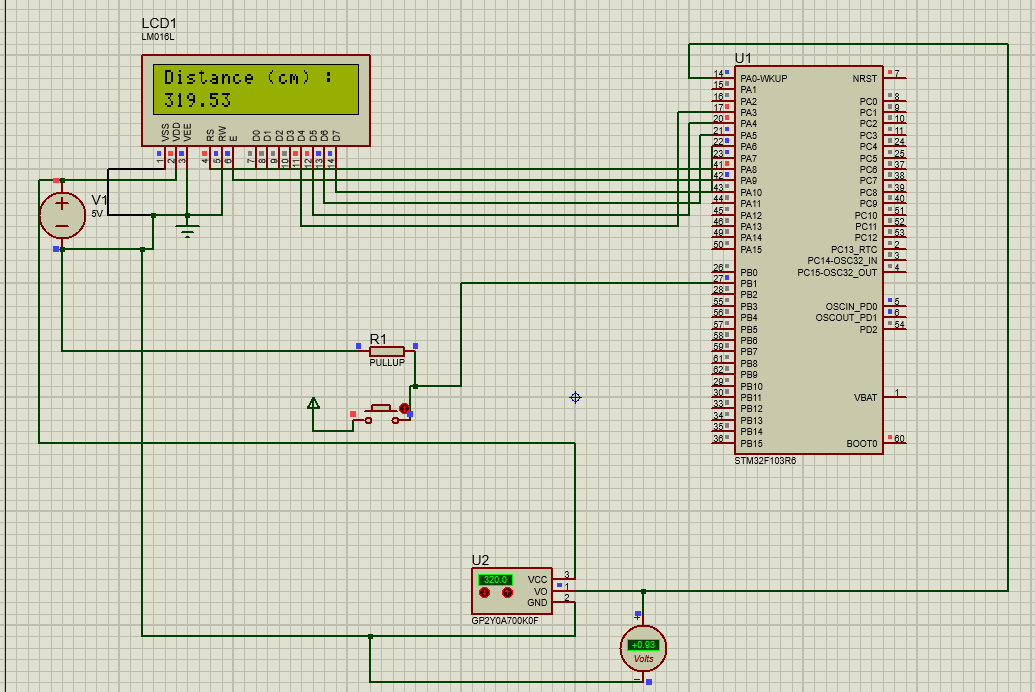 LCD1
LM016L
Distance (cm) :
319.53
VSS
VDD
VEE
RS
RW
E
D0
D1
D2
D3
D4
D5
D6
D7
1
2
3
4
5
6
7
8
9
10
11
12
13
14
V1
5V
R1
PULLUP
U1
14 PA0-WKUP
15 PA1
16 PA2
17 PA3
20 PA4
21 PA5
22 PA6
23 PA7
41 PA8
42 PA9
43 PA10
44 PA11
45 PA12
46 PA13
49 PA14
50 PA15
26 PB0
27 PB1
28 PB2
55 PB3
56 PB4
57 PB5
58 PB6
59 PB7
61 PB8
62 PB9
29 PB10
30 PB11
33 PB12
34 PB13
35 PB14
36 PB15
NRST 7
PC0 8
PC1 9
PC2 10
PC3 11
PC4 24
PC5 25
PC6 37
PC7 38
PC8 39
PC9 40
PC10 51
PC11 52
PC12 53
PC13_RTC 2
PC14-OSC32_IN 3
PC15-OSC32_OUT 4
OSCIN_PD0 5
OSCOUT_PD1 6
PD2 54
VBAT 1
BOOT0 60
STM32F103R6
U2
320.0
VCC 3
VO 1
GND 2
GP2Y0A700K0F
+0.93
Volts